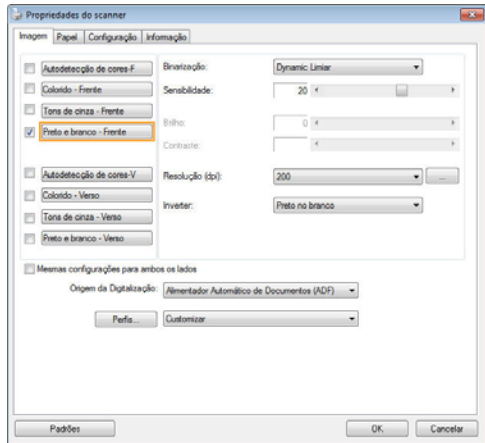 Propriedades do scanner
Imagem Papel Configuração Informação
Autodetecção de cores-F
Colorido - Frente
Tons de cinza - Frente
Preto e branco - Frente
Autodetecção de cores-V
Colorido - Verso
Tons de cinza - Verso
Preto e branco - Verso
Binarização: Dynamic Limiar
Sensibilidade: 20
Brilho: 0
Contraste:
Resolução (dpi): 200 ...
Inverter: Preto no branco
Mesmas configurações para ambos os lados
Origem da Digitalização: Alimentador Automático de Documentos (ADF)
Perfis... Customizar
Padrões OK Cancelar